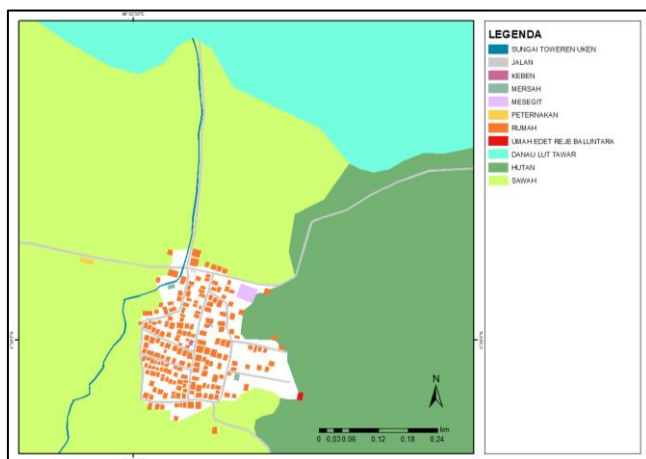 LEGENDA
SUNGAI TOWEREN UKEN
JALAN
KEBEN
MERSAH
MESEGIT
PETERNAKAN
RUMAH
UMAH EDET REJE BALUNTARA
DANAU LUT TAWAR
HUTAN
SAWAH
N
km
0 0,03 0,06 0,12 0,18 0,24